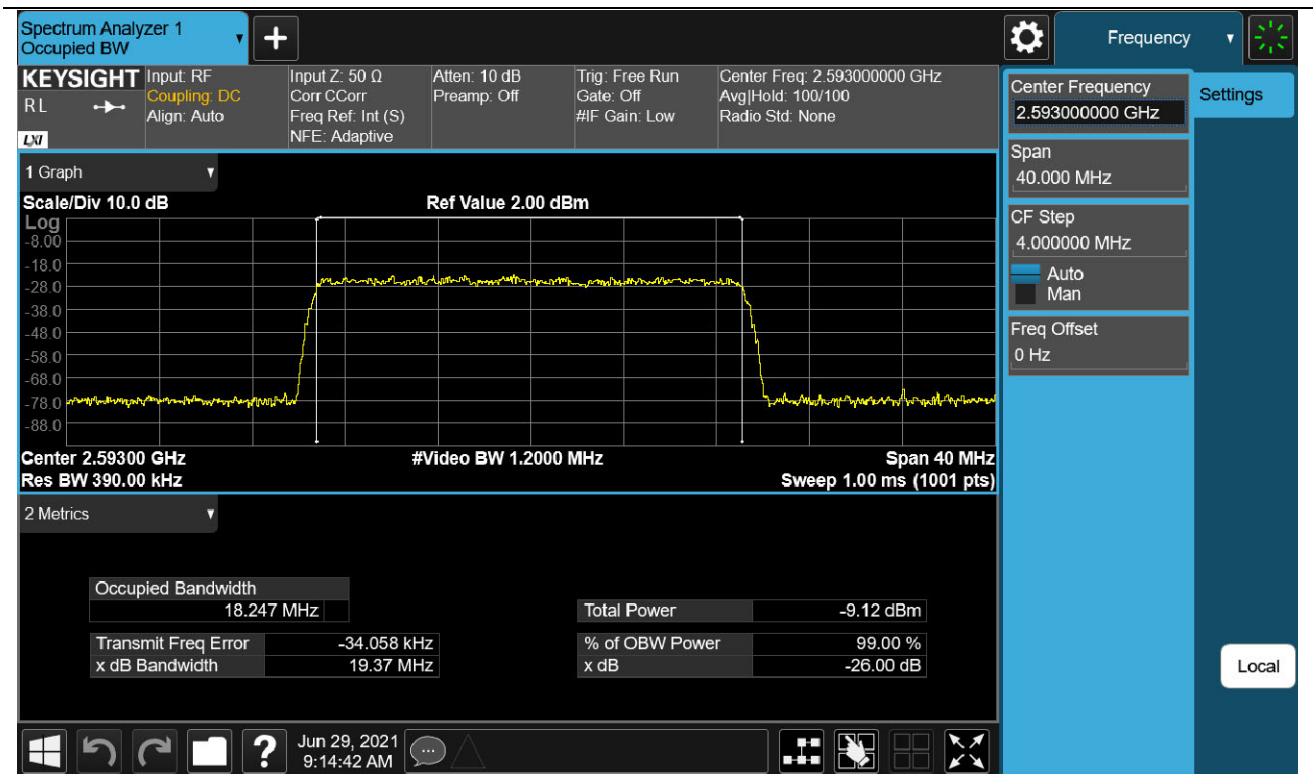 Spectrum Analyzer 1
Occupied BW
+
Frequency
KEYSIGHT
RL
LXI
Input: RF
Coupling: DC
Align: Auto
Input Z: 50 Ω
Corr CCorr
Freq Ref: Int (S)
NFE: Adaptive
Atten: 10 dB
Preamp: Off
Trig: Free Run
Gate: Off
#IF Gain: Low
Center Freq: 2.593000000 GHz
Avg|Hold: 100/100
Radio Std: None
Center Frequency
2.593000000 GHz
Settings
Span
40.000 MHz
CF Step
4.000000 MHz
Auto
Man
Freq Offset
0 Hz
1 Graph
Scale/Div 10.0 dB
Ref Value 2.00 dBm
Log
-8.00
-18.0
-28.0
-38.0
-48.0
-58.0
-68.0
-78.0
-88.0
Center 2.59300 GHz
#Video BW 1.2000 MHz
Span 40 MHz
Res BW 390.00 kHz
Sweep 1.00 ms (1001 pts)
2 Metrics
Occupied Bandwidth
18.247 MHz
Total Power -9.12 dBm
Transmit Freq Error -34.058 kHz
% of OBW Power 99.00 %
x dB Bandwidth 19.37 MHz
x dB -26.00 dB
Local
?
Jun 29, 2021
9:14:42 AM